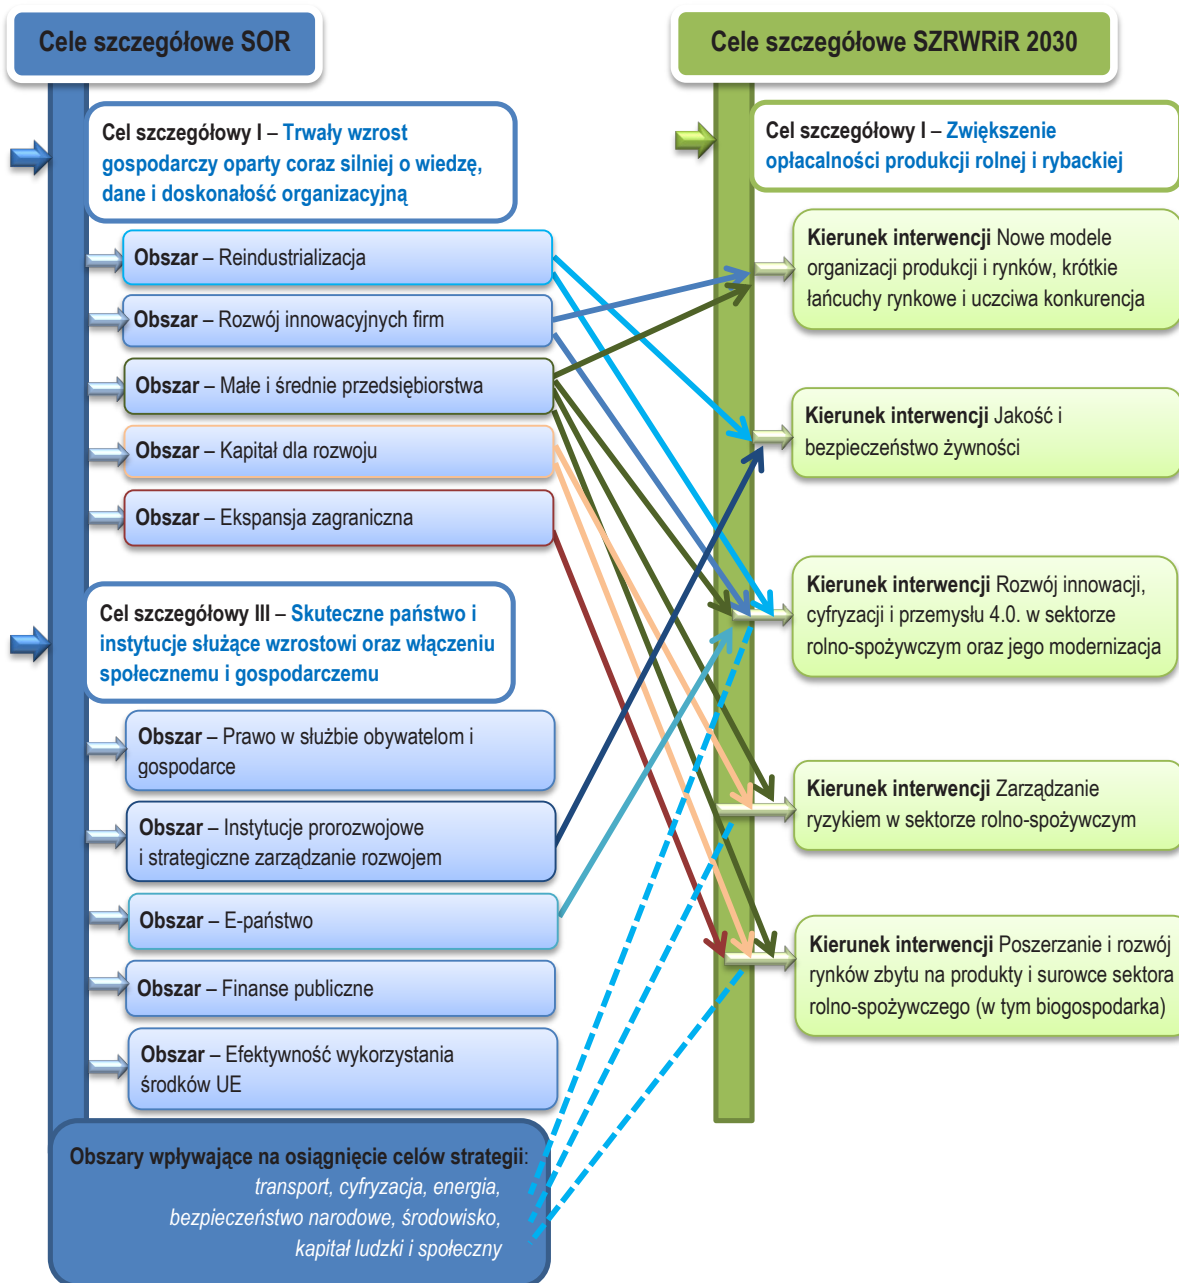 Cele szczegółowe SOR
Cel szczegółowy I – Trwały wzrost
gospodarczy oparty coraz silniej o wiedzę,
dane i doskonałość organizacyjną
Obszar – Reindustrializacja
Obszar – Rozwój innowacyjnych firm
Obszar – Małe i średnie przedsiębiorstwa
Obszar – Kapitał dla rozwoju
Obszar – Ekspansja zagraniczna
Cel szczegółowy III – Skuteczne państwo i
instytucje służące wzrostowi oraz włączeniu
społecznemu i gospodarczemu
Obszar – Prawo w służbie obywatelom i
gospodarce
Obszar – Instytucje prorozwojowe
i strategiczne zarządzanie rozwojem
Obszar – E-państwo
Obszar – Finanse publiczne
Obszar – Efektywność wykorzystania
środków UE
Obszary wpływające na osiągnięcie celów strategii:
transport, cyfryzacja, energia,
bezpieczeństwo narodowe, środowisko,
kapitał ludzki i społeczny
Cele szczegółowe SZRWRiR 2030
Cel szczegółowy I – Zwiększenie
opłacalności produkcji rolnej i rybackiej
Kierunek interwencji Nowe modele
organizacji produkcji i rynków, krótkie
łańcuchy rynkowe i uczciwa konkurencja
Kierunek interwencji Jakość i
bezpieczeństwo żywności
Kierunek interwencji Rozwój innowacji,
cyfryzacji i przemysłu 4.0. w sektorze
rolno-spożywczym oraz jego modernizacja
Kierunek interwencji Zarządzanie
ryzykiem w sektorze rolno-spożywczym
Kierunek interwencji Poszerzanie i rozwój
rynków zbytu na produkty i surowce sektora
rolno-spożywczego (w tym biogospodarka)